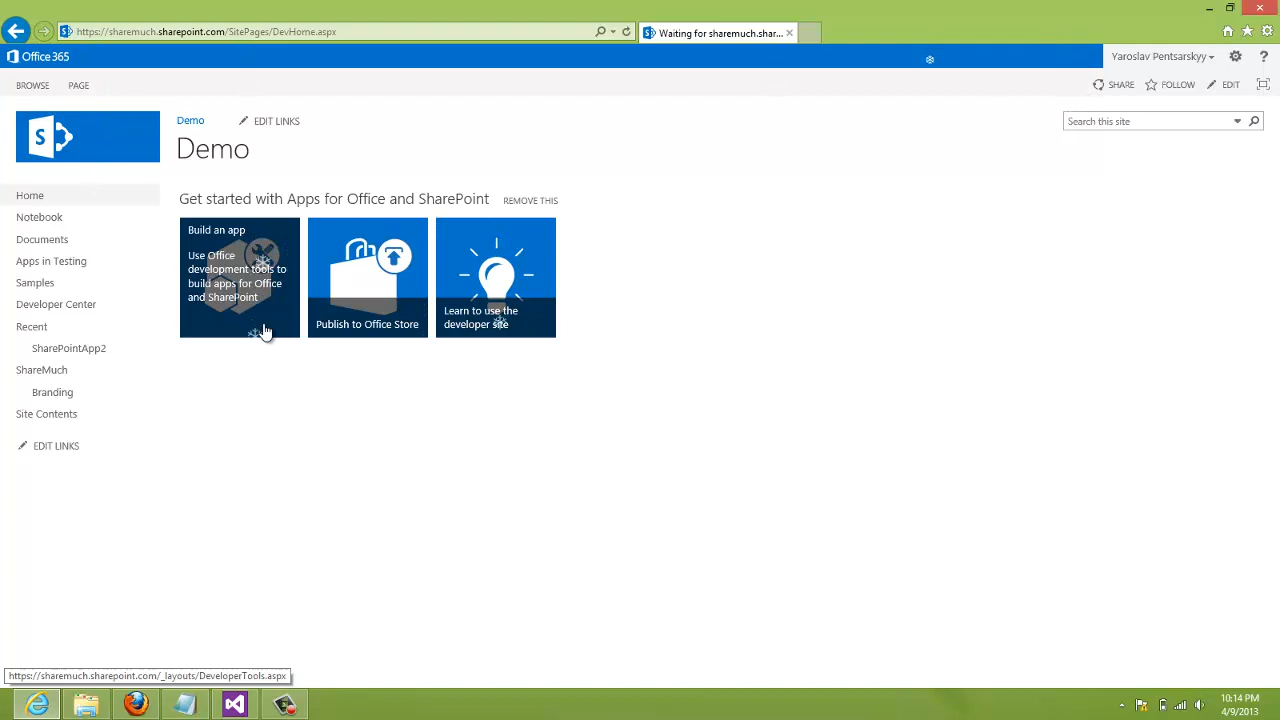 https://sharemuch.sharepoint.com/SitePages/DevHome.aspx
Waiting for sharemuch.shar...
Office 365
Yaroslav Pentsarskyy
?
BROWSE
PAGE
SHARE
FOLLOW
EDIT
S
Demo
EDIT LINKS
Search this site
Demo
Home
Notebook
Documents
Apps in Testing
Samples
Developer Center
Recent
SharePointApp2
ShareMuch
Branding
Site Contents
EDIT LINKS
Get started with Apps for Office and SharePoint
REMOVE THIS
Build an app
Use Office
development tools to
build apps for Office
and SharePoint
Publish to Office Store
Learn to use the
developer site
https://sharemuch.sharepoint.com/_layouts/DeveloperTools.aspx
10:14 PM
4/9/2013